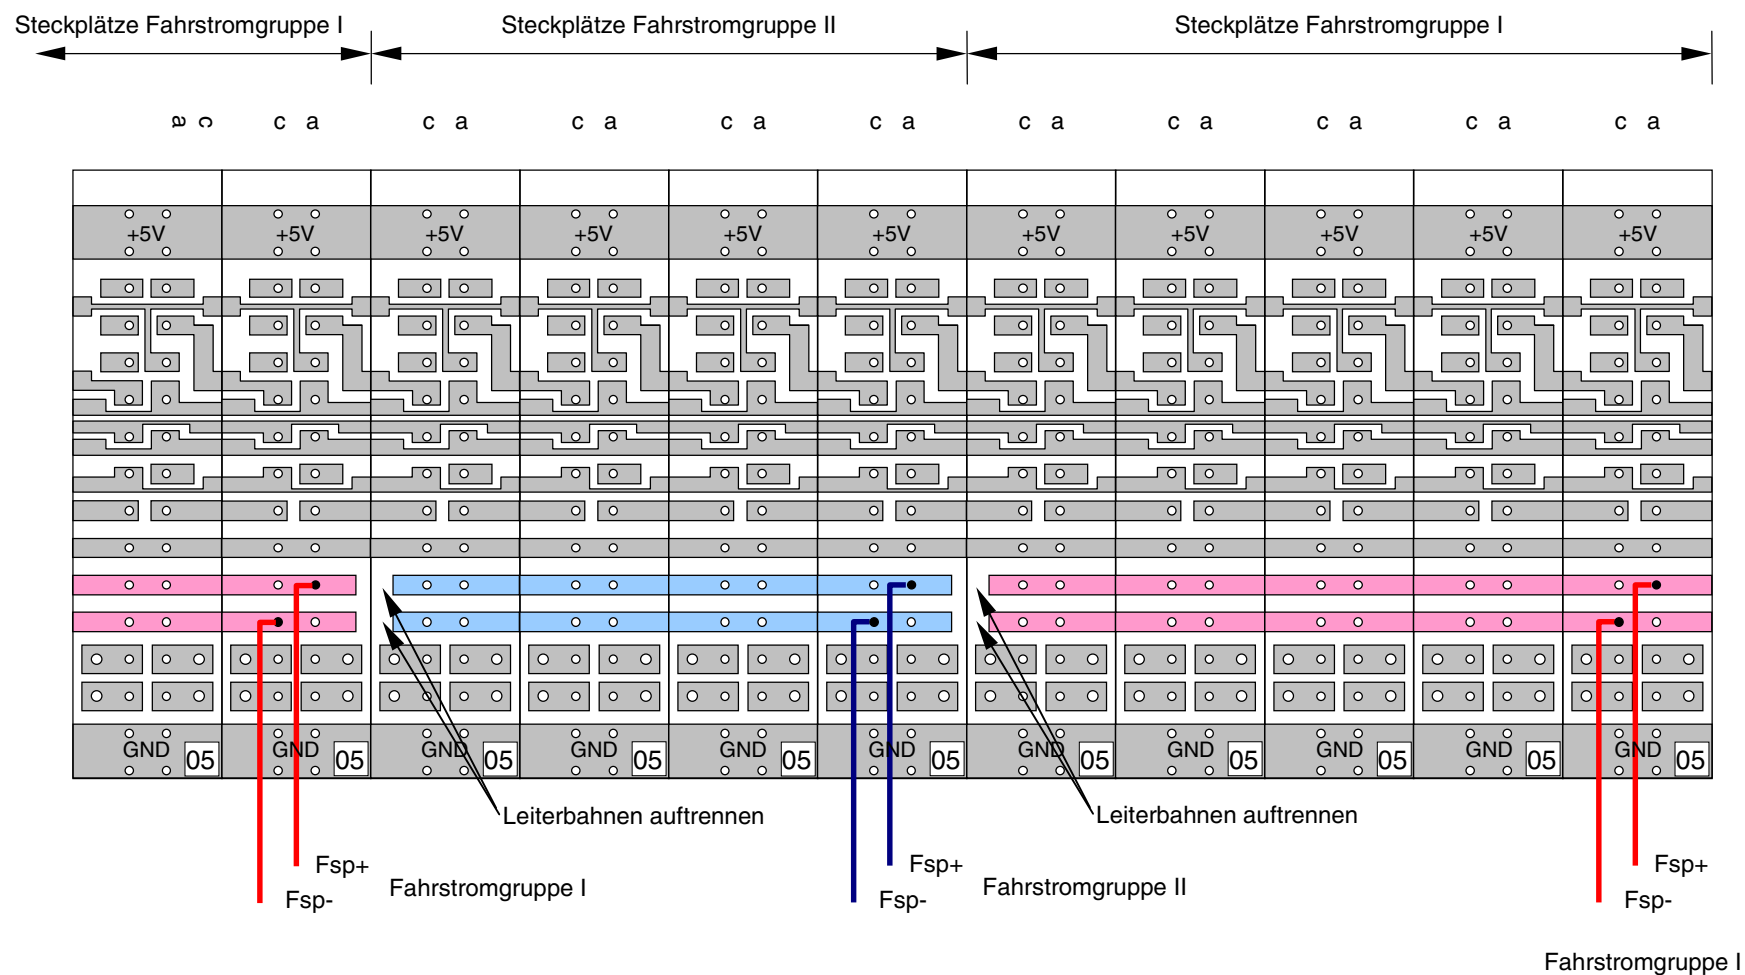 Steckplätze Fahrstromgruppe I Steckplätze Fahrstromgruppe II Steckplätze Fahrstromgruppe I
a c c a c a c a c a c a c a c a c a c a c a
+5V +5V +5V +5V +5V +5V +5V +5V +5V +5V +5V
GND GND GND GND GND GND GND GND GND GND GND
05 05 05 05 05 05 05 05 05 05 05
Leiterbahnen auftrennen Leiterbahnen auftrennen
Fsp+ Fsp+ Fsp+
Fahrstromgruppe I Fahrstromgruppe II
Fsp- Fsp- Fsp-
Fahrstromgruppe I